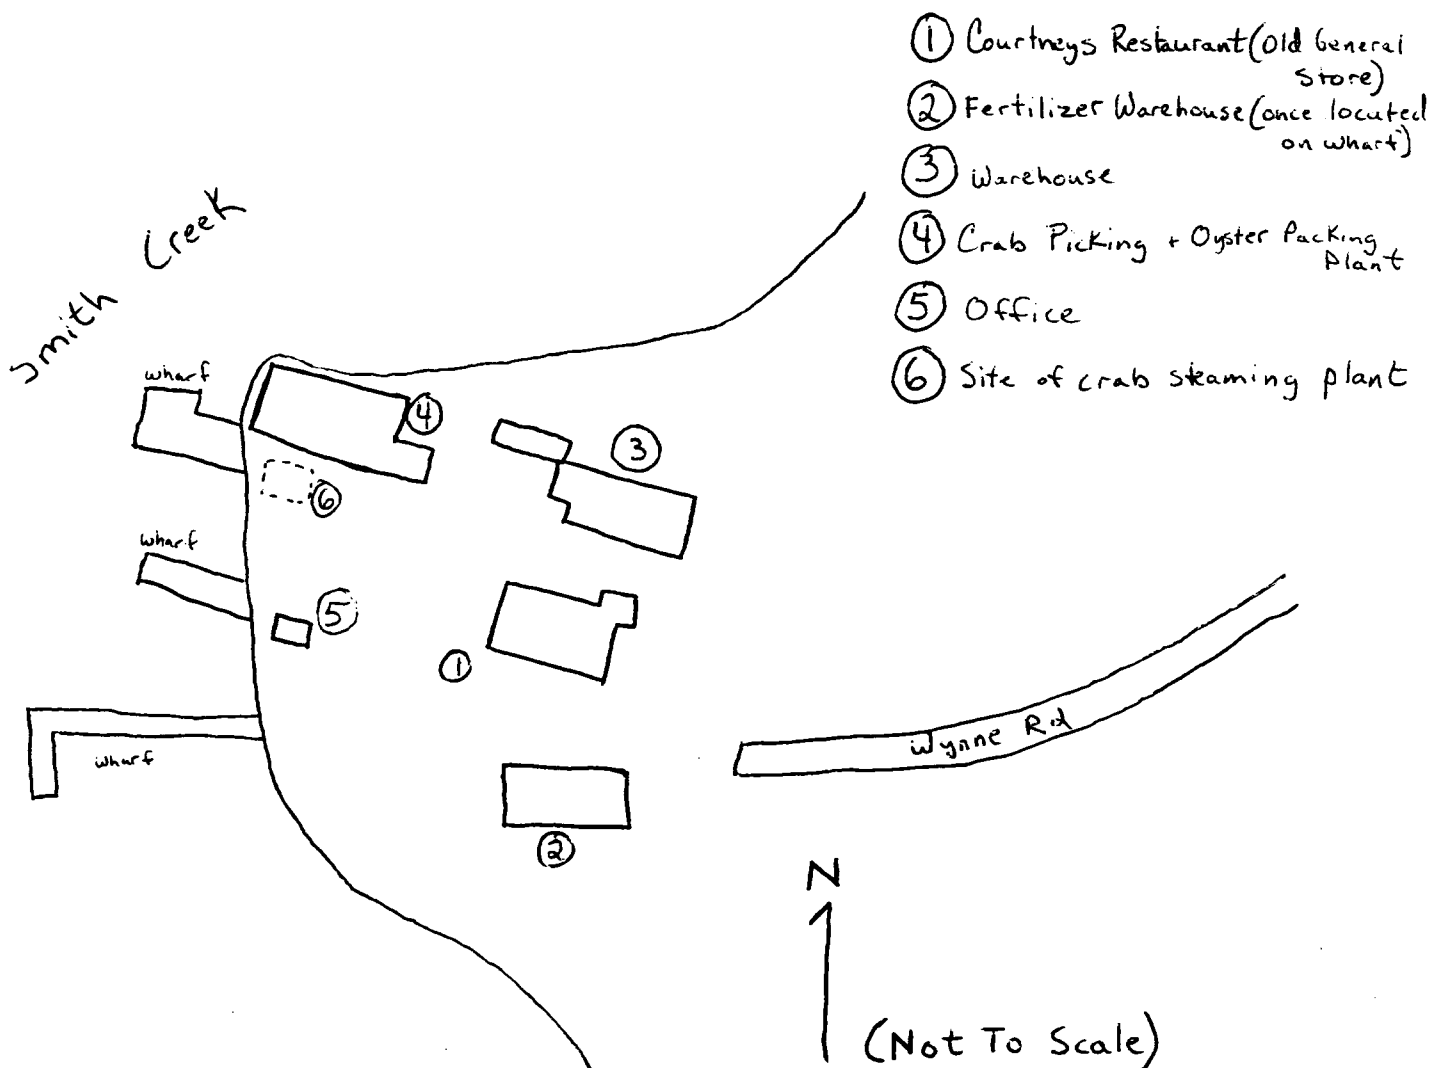 ① Courtneys Restaurant (Old General
Store)
② Fertilizer Warehouse (once located
on wharf)
③ Warehouse
④ Crab Picking + Oyster Packing
Plant
⑤ Office
⑥ Site of crab steaming plant
Smith Creek
wharf
④
③
⑥
wharf
⑤
①
wharf
Wynne Rd
②
N
(Not To Scale)